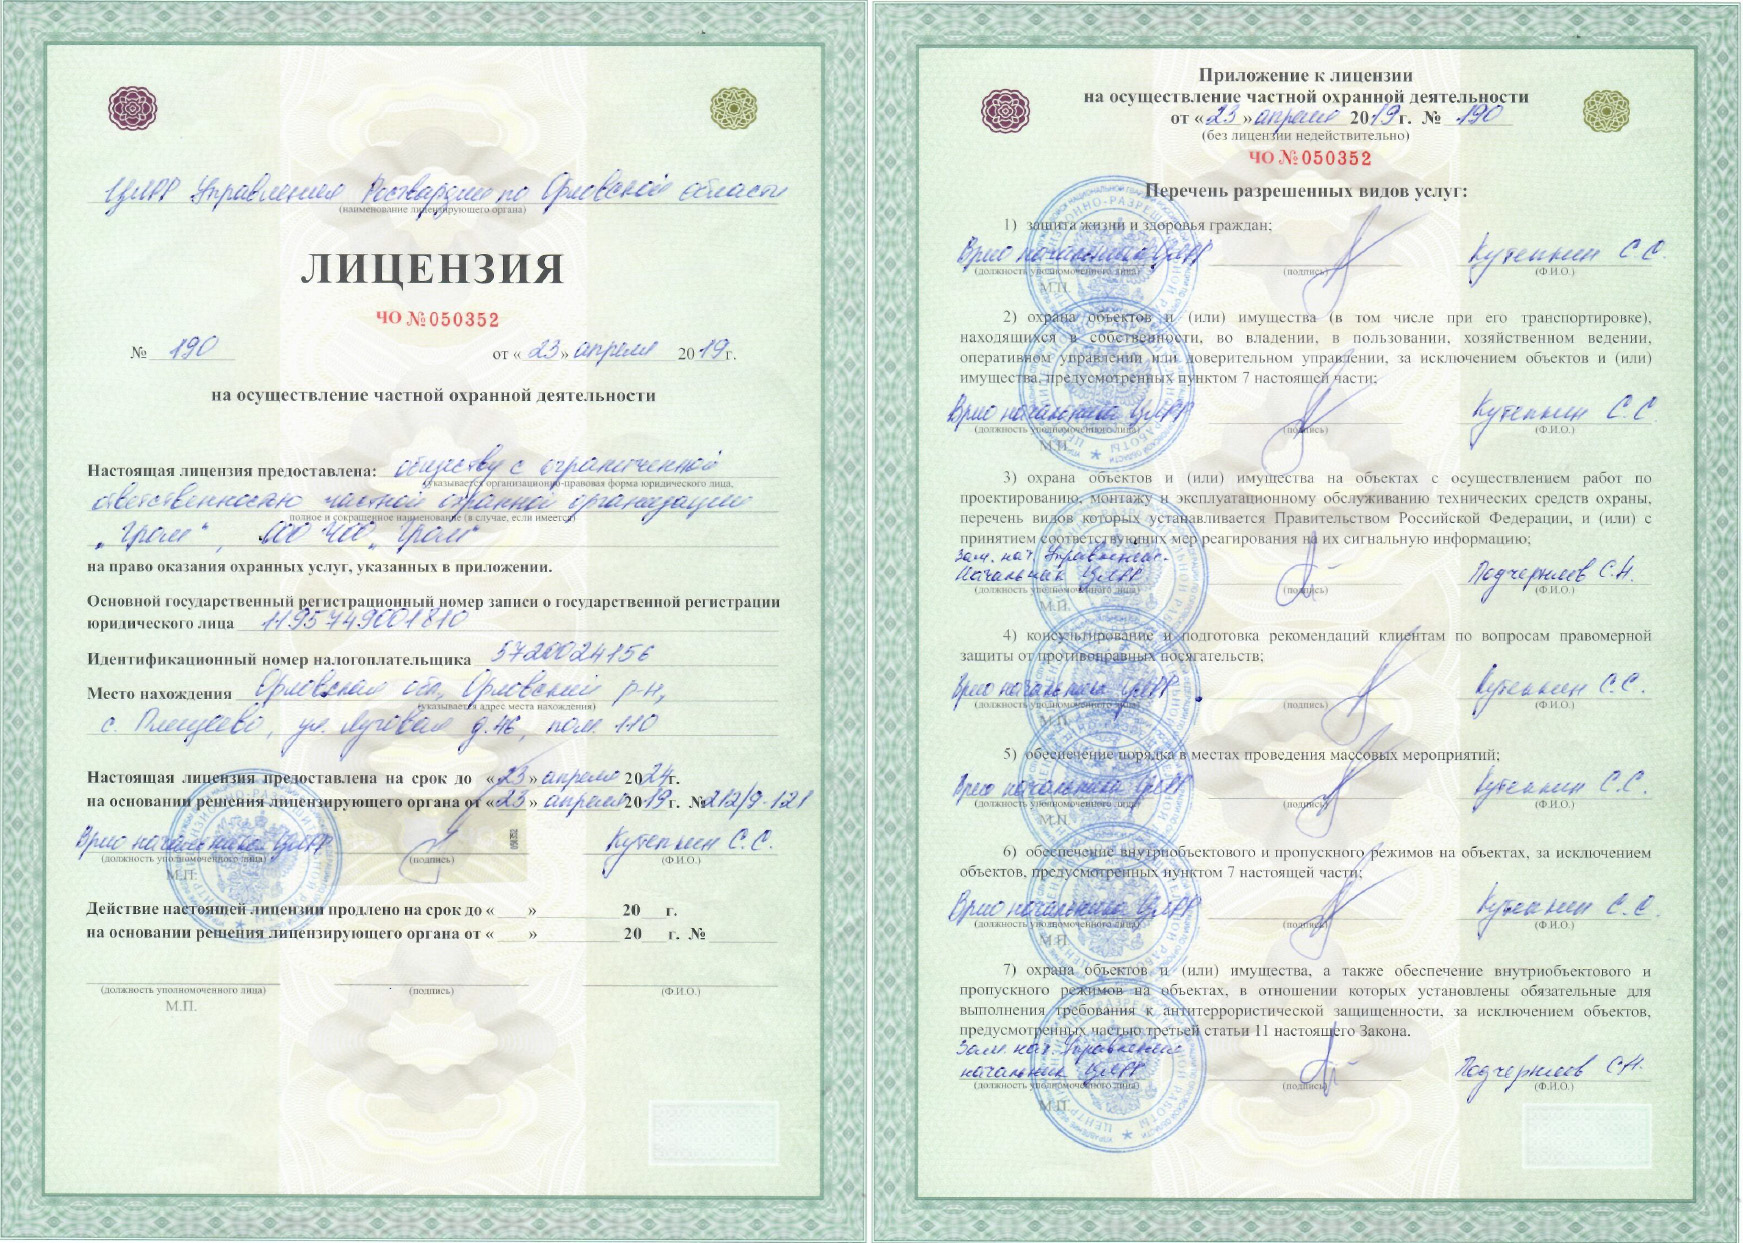 ЦЛРР Управления Росгвардии по Орловской области
(наименование лицензирующего органа)
ЛИЦЕНЗИЯ
ЧО № 050352
№ 190 от « 23 » апреля 2019 г.
на осуществление частной охранной деятельности
Настоящая лицензия предоставлена: обществу с ограниченной
(указывается организационно-правовая форма юридического лица,
ответственностью частной охранной организации
полное и сокращенное наименование (в случае, если имеется)
„Гром“, ООО ЧОО „Гром“
на право оказания охранных услуг, указанных в приложении.
Основной государственный регистрационный номер записи о государственной регистрации
юридического лица 1195749001810
Идентификационный номер налогоплательщика 5720024156
Место нахождения Орловская обл., Орловский р-н,
(указывается адрес места нахождения)
с. Плещеево, ул. Луговая д.46, пом. 110
Настоящая лицензия предоставлена на срок до « 23 » апреля 2024 г.
на основании решения лицензирующего органа от « 23 » апреля 2019 г. № 212/9-121
Врио начальника ЦЛРР Кутепкин С.С.
(должность уполномоченного лица) (подпись) (Ф.И.О.)
М.П.
Действие настоящей лицензии продлено на срок до « » 20 г.
на основании решения лицензирующего органа от « » 20 г. №
(должность уполномоченного лица) (подпись) (Ф.И.О.)
М.П.
Приложение к лицензии
на осуществление частной охранной деятельности
от « 23 » апреля 2019 г. № 190
(без лицензии недействительно)
ЧО № 050352
Перечень разрешенных видов услуг:
1) защита жизни и здоровья граждан;
Врио начальника ЦЛРР Кутепкин С.С.
(должность уполномоченного лица) (подпись) (Ф.И.О.)
М.П.
2) охрана объектов и (или) имущества (в том числе при его транспортировке),
находящихся в собственности, во владении, в пользовании, хозяйственном ведении,
оперативном управлении или доверительном управлении, за исключением объектов и (или)
имущества, предусмотренных пунктом 7 настоящей части;
Врио начальника ЦЛРР Кутепкин С.С
(должность уполномоченного лица) (подпись) (Ф.И.О.)
М.П.
3) охрана объектов и (или) имущества на объектах с осуществлением работ по
проектированию, монтажу и эксплуатационному обслуживанию технических средств охраны,
перечень видов которых устанавливается Правительством Российской Федерации, и (или) с
принятием соответствующих мер реагирования на их сигнальную информацию;
Зам. нач. Управления-
Начальник ЦЛРР Подчерняев С.Н.
(должность уполномоченного лица) (подпись) (Ф.И.О.)
М.П.
4) консультирование и подготовка рекомендаций клиентам по вопросам правомерной
защиты от противоправных посягательств;
Врио начальника ЦЛРР Кутепкин С.С.
(должность уполномоченного лица) (подпись) (Ф.И.О.)
М.П.
5) обеспечение порядка в местах проведения массовых мероприятий;
Врио начальника ЦЛРР Кутепкин С.С.
(должность уполномоченного лица) (подпись) (Ф.И.О.)
М.П.
6) обеспечение внутриобъектового и пропускного режимов на объектах, за исключением
объектов, предусмотренных пунктом 7 настоящей части;
Врио начальника ЦЛРР Кутепкин С.С.
(должность уполномоченного лица) (подпись) (Ф.И.О.)
М.П.
7) охрана объектов и (или) имущества, а также обеспечение внутриобъектового и
пропускного режимов на объектах, в отношении которых установлены обязательные для
выполнения требования к антитеррористической защищенности, за исключением объектов,
предусмотренных частью третьей статьи 11 настоящего Закона.
Зам. нач. Управления
начальник ЦЛРР Подчерняев С.Н.
(должность уполномоченного лица) (подпись) (Ф.И.О.)
М.П.